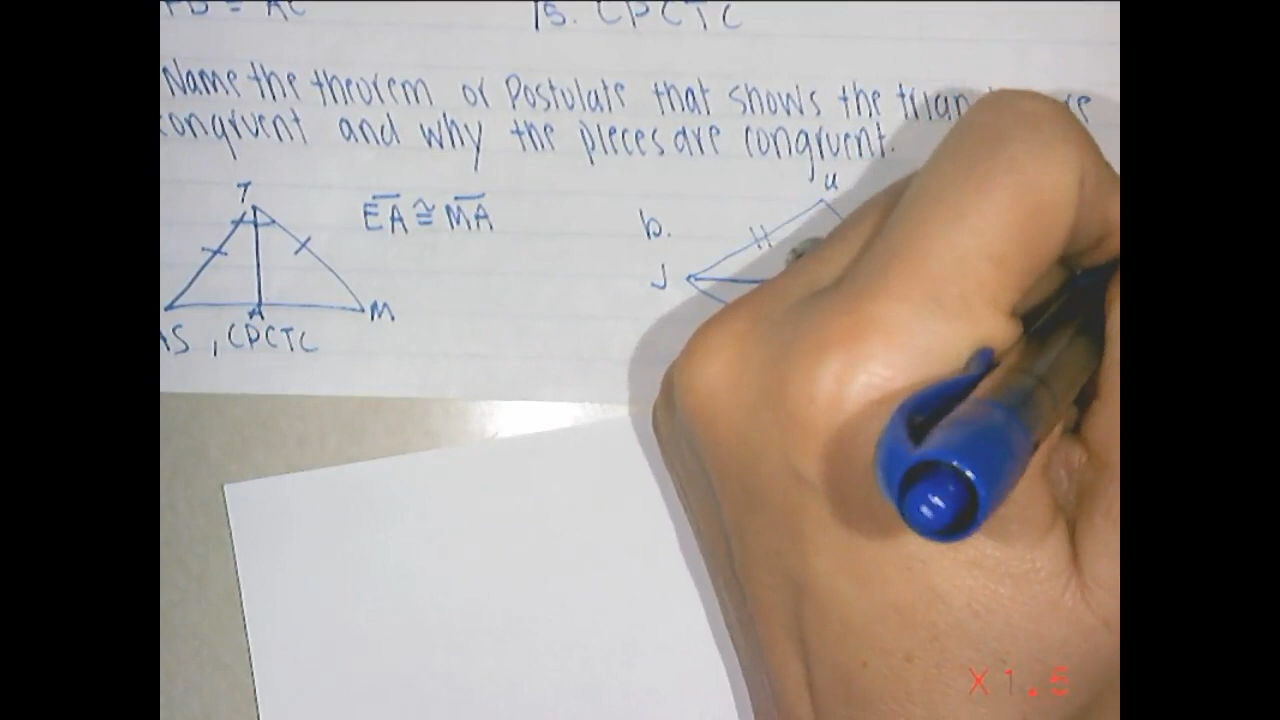 15. CPCTC
Name the theorem or Postulate that shows the
congruent and why the pieces are congruent.
T
EA ≅ MA
A
M
, CPCTC
b.
u
J
X1.5